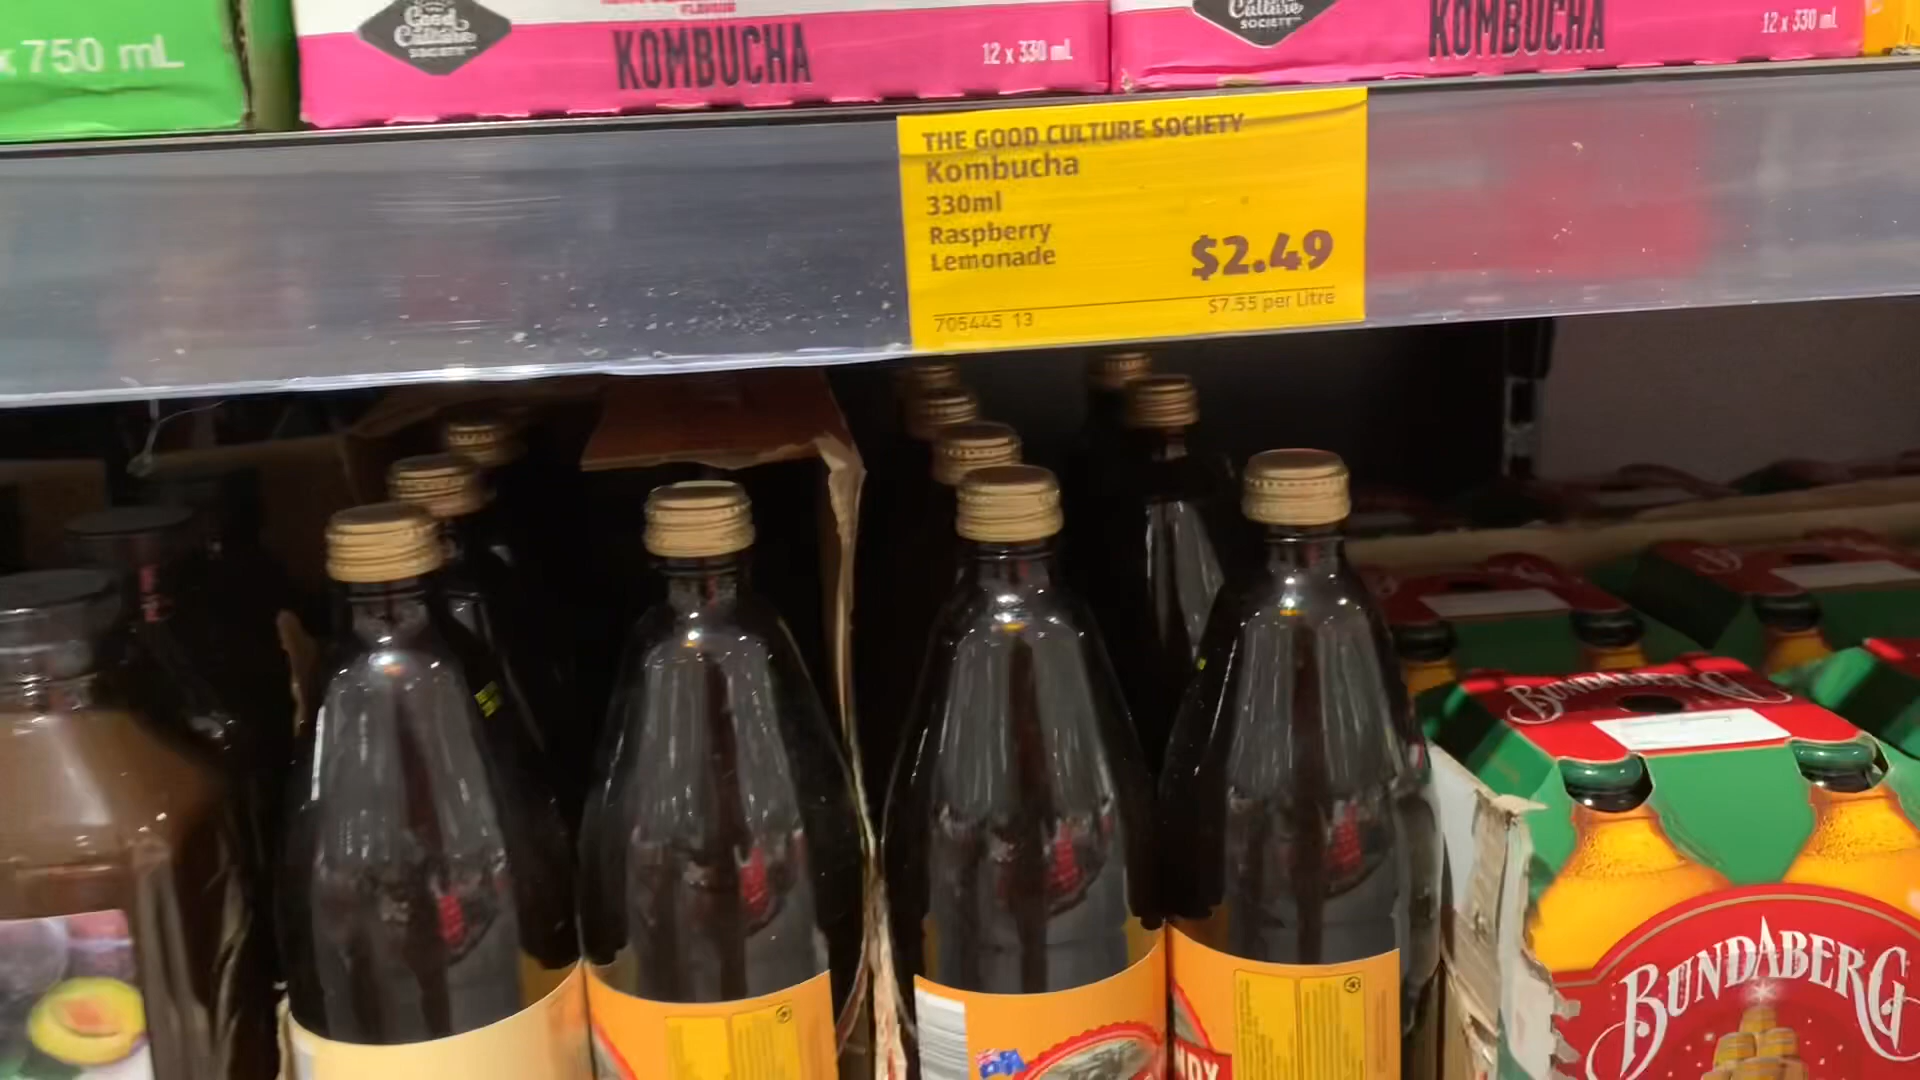 x 750 mL
Good
Culture
SOCIETY
KOMBUCHA
12 x 330 mL
Culture
SOCIETY
KOMBUCHA
12 x 330 mL
THE GOOD CULTURE SOCIETY
Kombucha
330ml
Raspberry
Lemonade
$2.49
$7.55 per Litre
705445 13
BUNDABERG
BUNDABERG